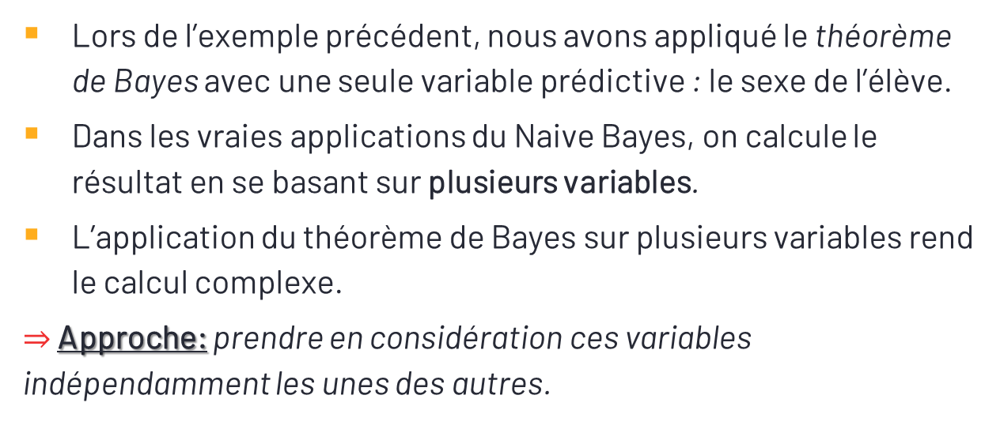 ▪ Lors de l’exemple précédent, nous avons appliqué le théorème
de Bayes avec une seule variable prédictive : le sexe de l’élève.
▪ Dans les vraies applications du Naive Bayes, on calcule le
résultat en se basant sur plusieurs variables.
▪ L’application du théorème de Bayes sur plusieurs variables rend
le calcul complexe.
⇒ Approche: prendre en considération ces variables
indépendamment les unes des autres.